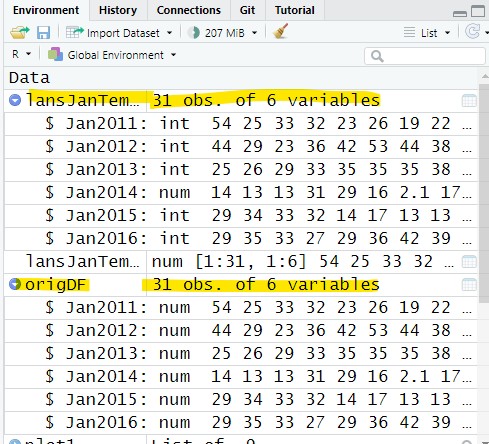 Environment History Connections Git Tutorial
Import Dataset 207 MiB List
R Global Environment
Data
lansJanTem… 31 obs. of 6 variables
$ Jan2011: int 54 25 33 32 23 26 19 22 …
$ Jan2012: int 44 29 23 36 42 53 44 38 …
$ Jan2013: int 25 26 29 33 35 35 35 38 …
$ Jan2014: num 14 13 13 31 29 16 2.1 17…
$ Jan2015: int 29 34 33 32 14 17 13 13 …
$ Jan2016: int 29 35 33 27 29 36 42 39 …
lansJanTem… num [1:31, 1:6] 54 25 33 …
origDF 31 obs. of 6 variables
$ Jan2011: num 54 25 33 32 23 26 19 22 …
$ Jan2012: num 44 29 23 36 42 53 44 38 …
$ Jan2013: num 25 26 29 33 35 35 35 38 …
$ Jan2014: num 14 13 13 31 29 16 2.1 17…
$ Jan2015: num 29 34 33 32 14 17 13 13 …
$ Jan2016: num 29 35 33 27 29 36 42 39 …